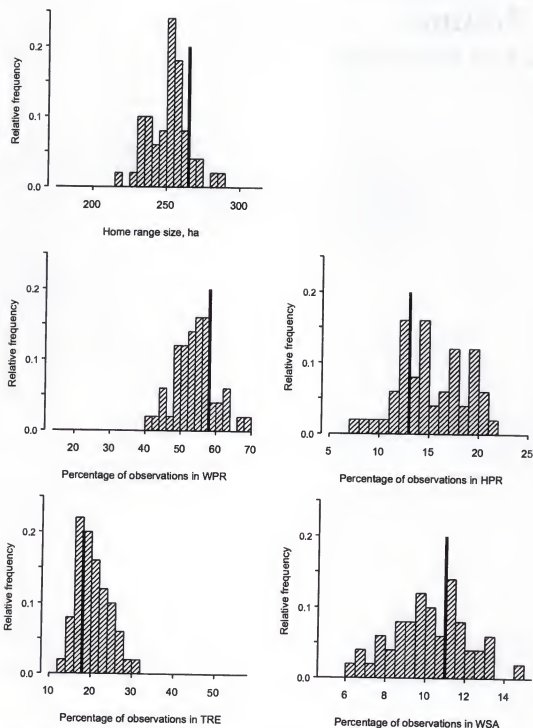 Relative frequency
0.2
0.1
0.0
200 250 300
Home range size, ha
Relative frequency
0.2
0.1
0.0
20 30 40 50 60 70
Percentage of observations in WPR
Relative frequency
0.2
0.1
0.0
5 10 15 20 25
Percentage of observations in HPR
Relative frequency
0.2
0.1
0.0
10 20 30 40 50
Percentage of observations in TRE
Relative frequency
0.2
0.1
0.0
6 8 10 12 14
Percentage of observations in WSA